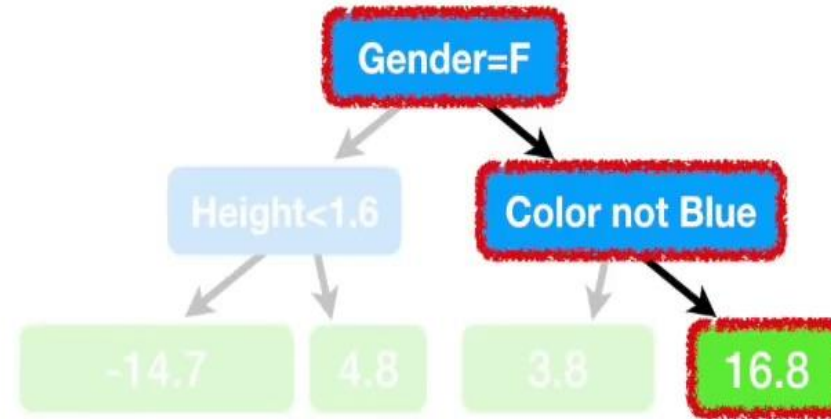 Gender=F
Height<1.6
Color not Blue
-14.7
4.8
3.8
16.8